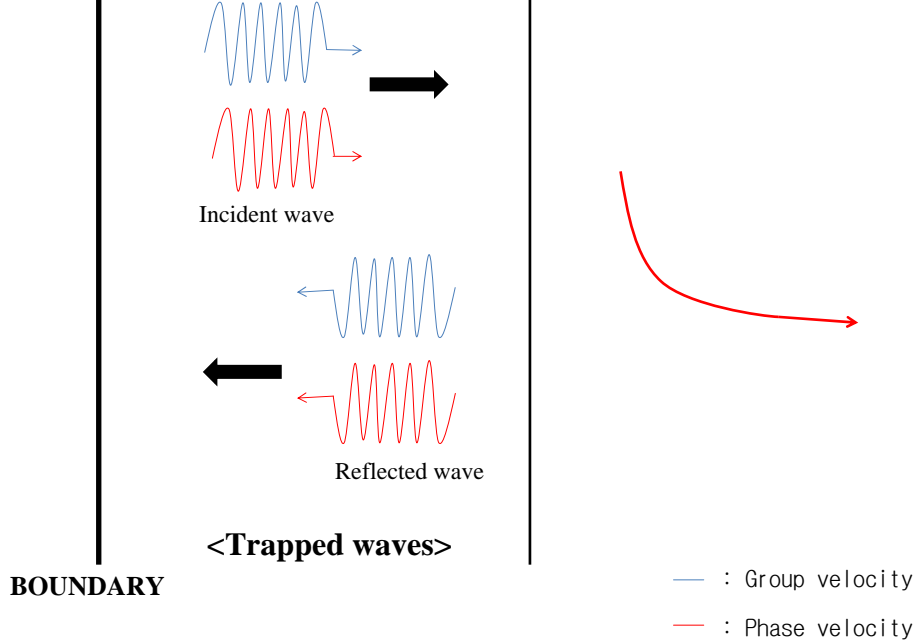 Incident wave
Reflected wave
<Trapped waves>
BOUNDARY
: Group velocity
: Phase velocity